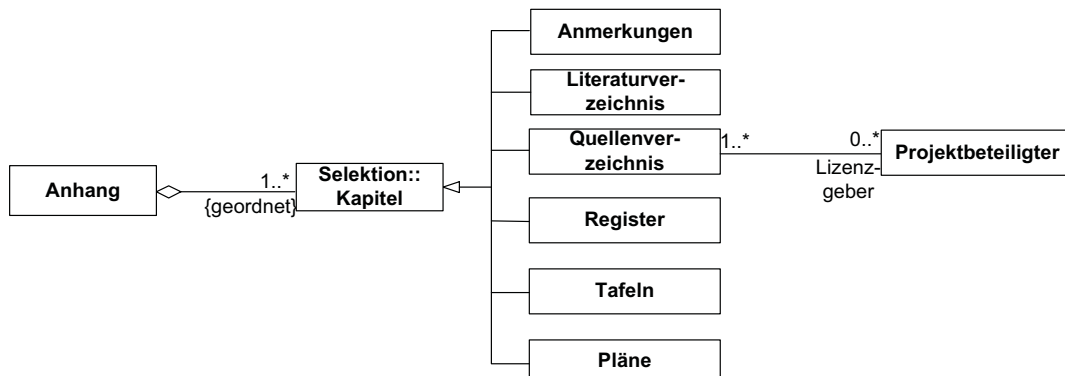 Anmerkungen
Literaturver-
zeichnis
Quellenver-
zeichnis
1..*
0..*
Projektbeteiligter
Lizenz-
geber
Anhang
1..*
{geordnet}
Selektion::
Kapitel
Register
Tafeln
Pläne